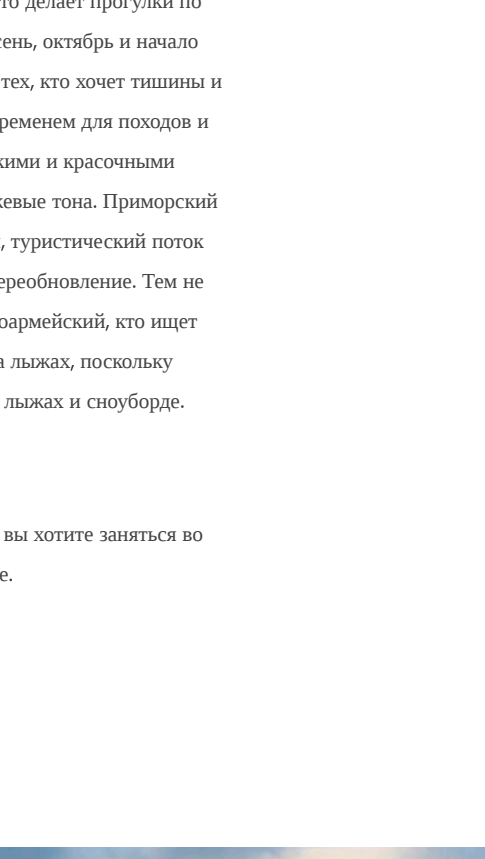 то делает прогулки по
сень, октябрь и начало
тех, кто хочет тишины и
ременем для походов и
кими и красочными
жевые тона. Приморский
, туристический поток
ереобновление. Тем не
оармейский, кто ищет
а лыжах, поскольку
лыжах и сноуборде.
вы хотите заняться во
е.